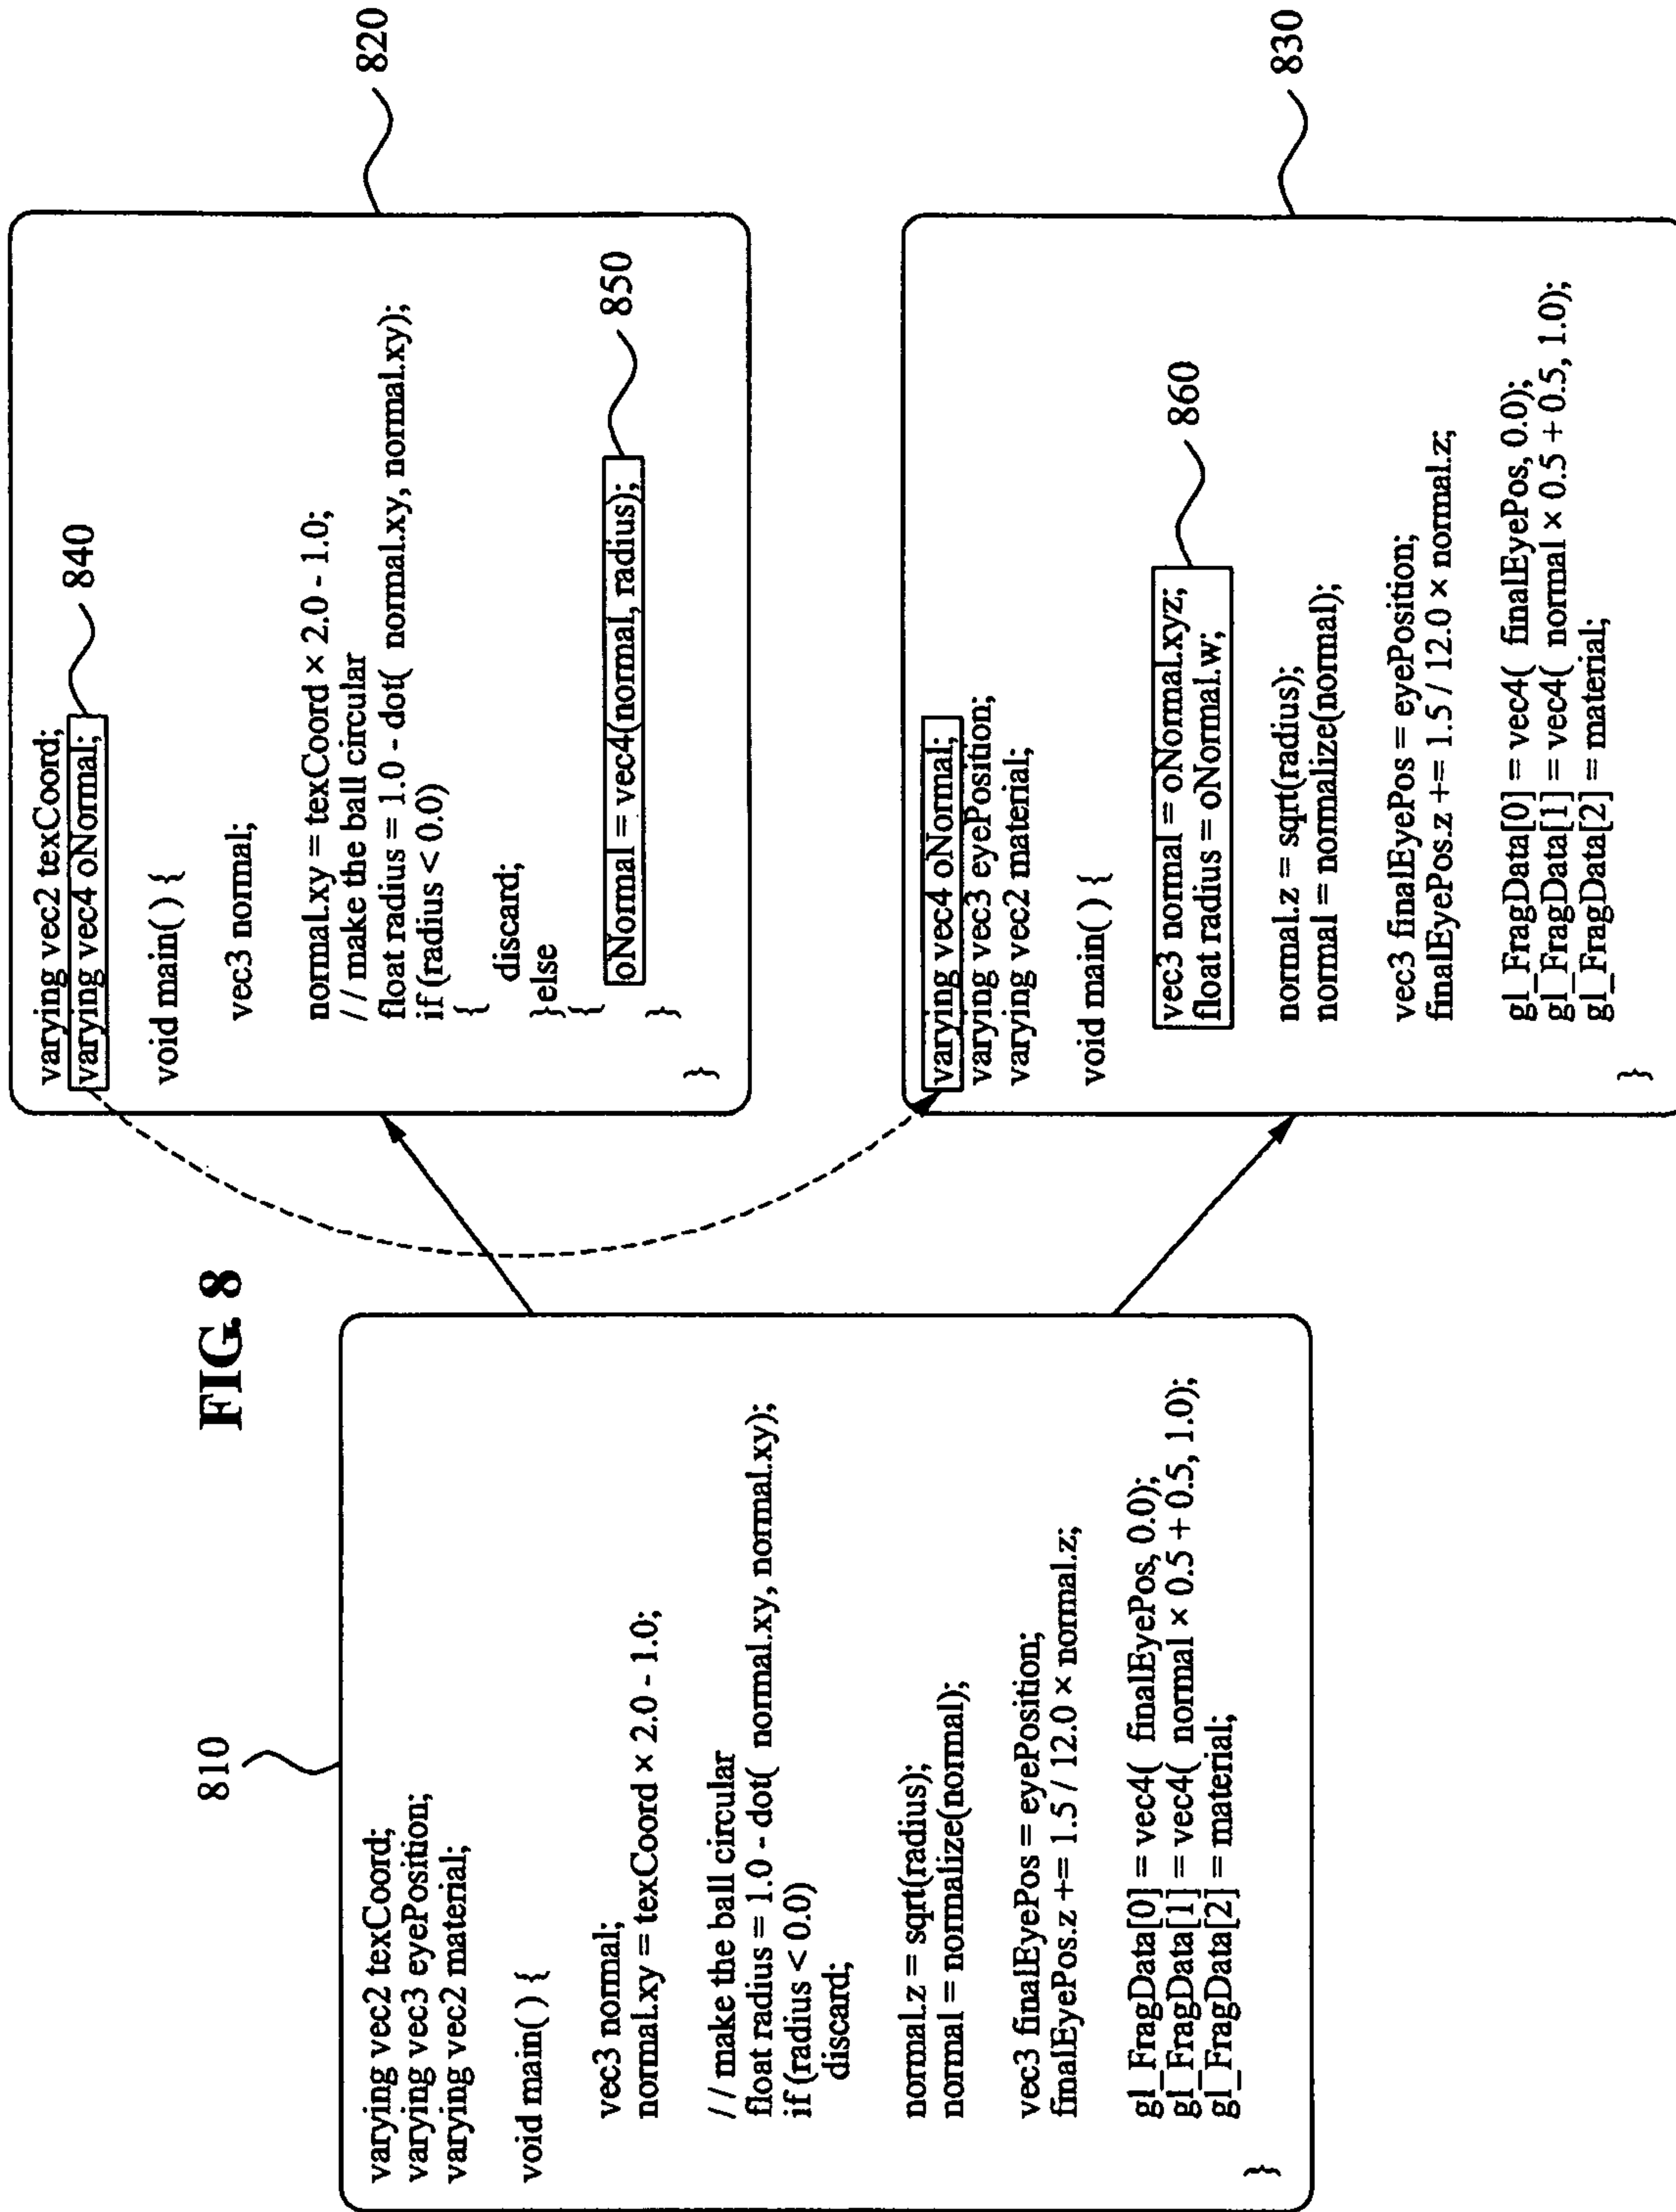 FIG. 8
810
varying vec2 texCoord;
varying vec3 eyePosition;
varying vec2 material;
void main() {
vec3 normal;
normal.xy = texCoord × 2.0 - 1.0;
// make the ball circular
float radius = 1.0 - dot( normal.xy, normal.xy);
if (radius < 0.0)
discard;
normal.z = sqrt(radius);
normal = normalize(normal);
vec3 finalEyePos = eyePosition;
finalEyePos.z += 1.5 / 12.0 × normal.z;
gl_FragData[0] = vec4( finalEyePos, 0.0);
gl_FragData[1] = vec4( normal × 0.5 + 0.5, 1.0);
gl_FragData[2] = material;
}
820
varying vec2 texCoord;
varying vec4 oNormal;
840
void main() {
vec3 normal;
normal.xy = texCoord × 2.0 - 1.0;
// make the ball circular
float radius = 1.0 - dot( normal.xy, normal.xy);
if (radius < 0.0)
{
discard;
} else
{
oNormal = vec4(normal, radius);
850
}
}
830
varying vec4 oNormal;
varying vec3 eyePosition;
varying vec2 material;
void main() {
vec3 normal = oNormal.xyz;
float radius = oNormal.w;
860
normal.z = sqrt(radius);
normal = normalize(normal);
vec3 finalEyePos = eyePosition;
finalEyePos.z += 1.5 / 12.0 × normal.z;
gl_FragData[0] = vec4( finalEyePos, 0.0);
gl_FragData[1] = vec4( normal × 0.5 + 0.5, 1.0);
gl_FragData[2] = material;
}